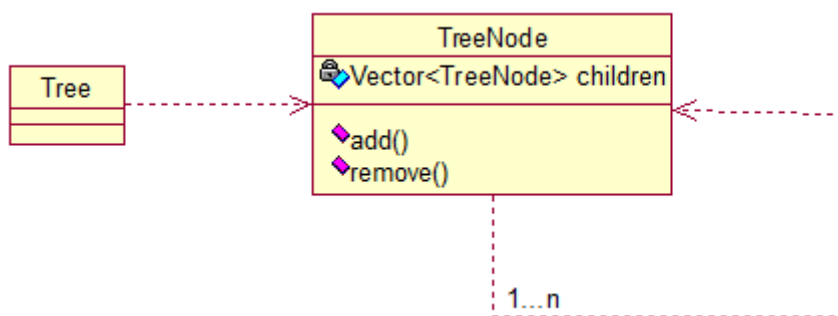 Tree
TreeNode
Vector<TreeNode> children
add()
remove()
1...n